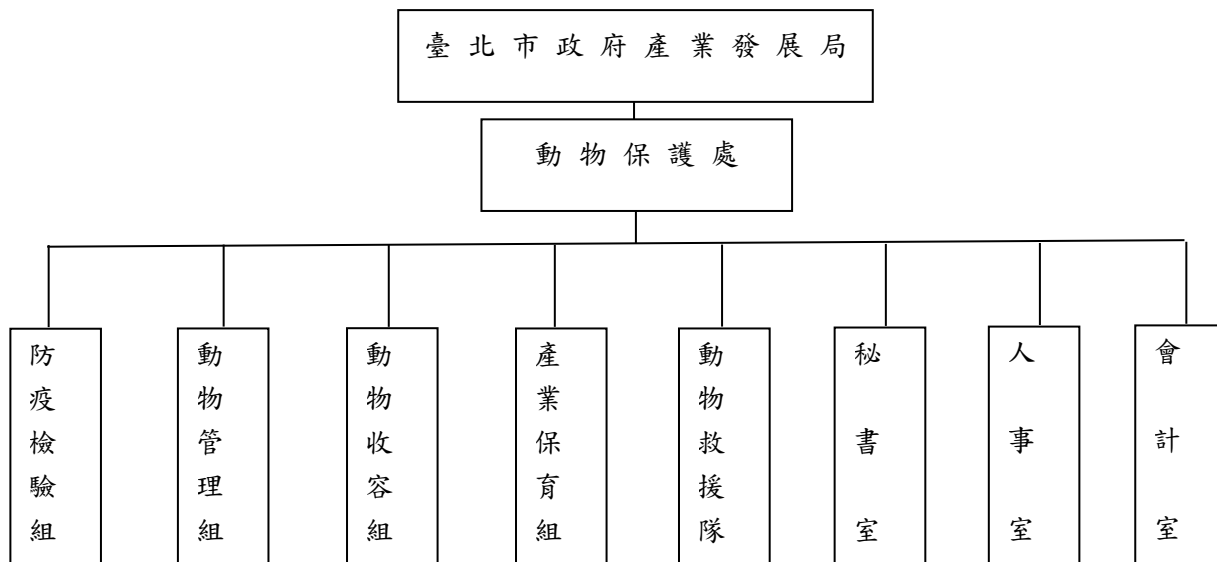 臺北市政府產業發展局
動物保護處
防疫檢驗組
動物管理組
動物收容組
產業保育組
動物救援隊
秘書室
人事室
會計室